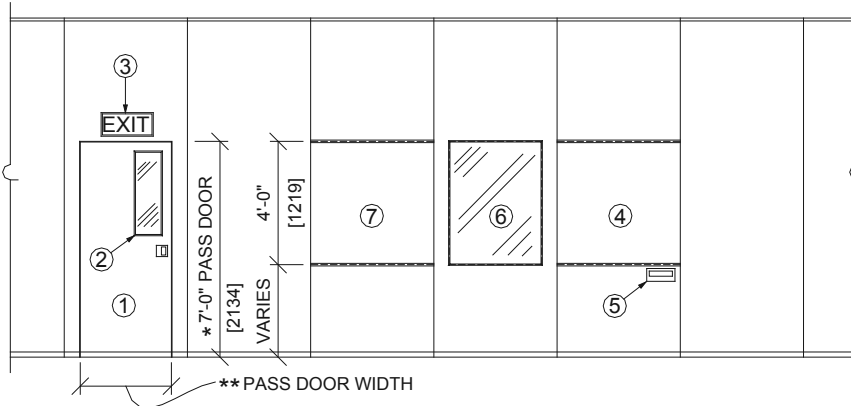 3
EXIT
* 7'-0" PASS DOOR
[2134]
4'-0"
[1219]
VARIES
7
6
4
2
5
1
** PASS DOOR WIDTH